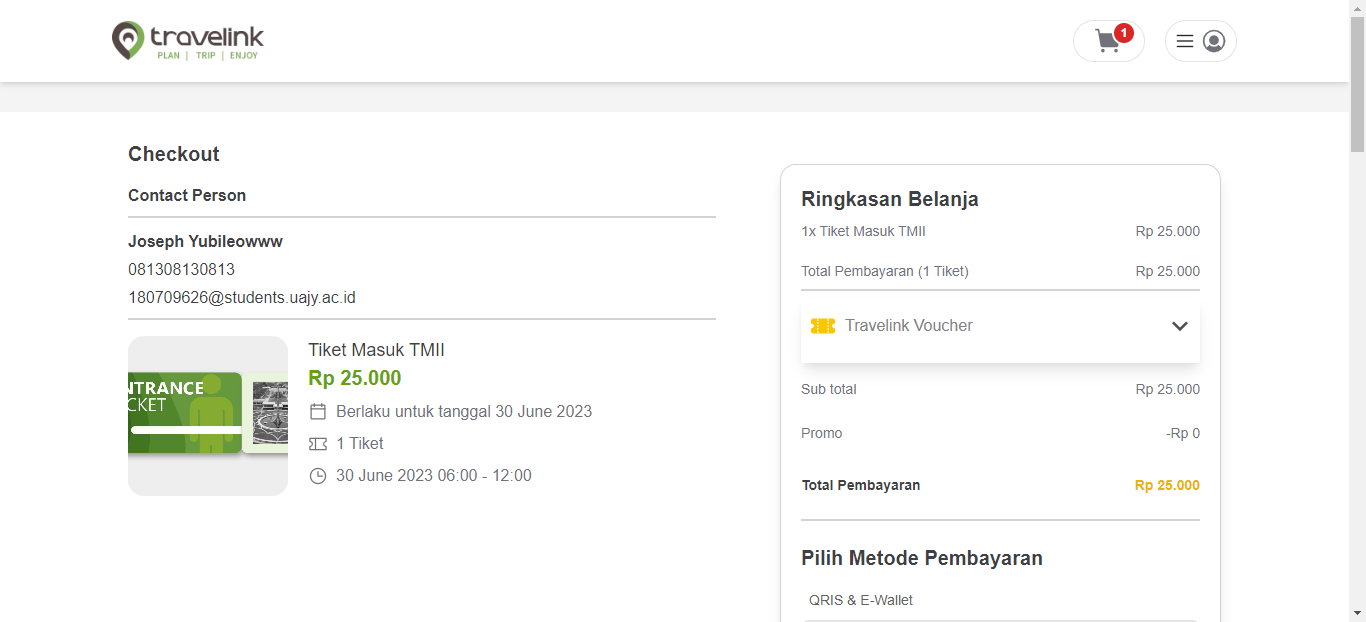 travelink
PLAN | TRIP | ENJOY
1
Checkout
Contact Person
Joseph Yubileowww
081308130813
180709626@students.uajy.ac.id
NTRANCE
CKET
Tiket Masuk TMII
Rp 25.000
Berlaku untuk tanggal 30 June 2023
1 Tiket
30 June 2023 06:00 - 12:00
Ringkasan Belanja
1x Tiket Masuk TMII Rp 25.000
Total Pembayaran (1 Tiket) Rp 25.000
Travelink Voucher
Sub total Rp 25.000
Promo -Rp 0
Total Pembayaran Rp 25.000
Pilih Metode Pembayaran
QRIS & E-Wallet